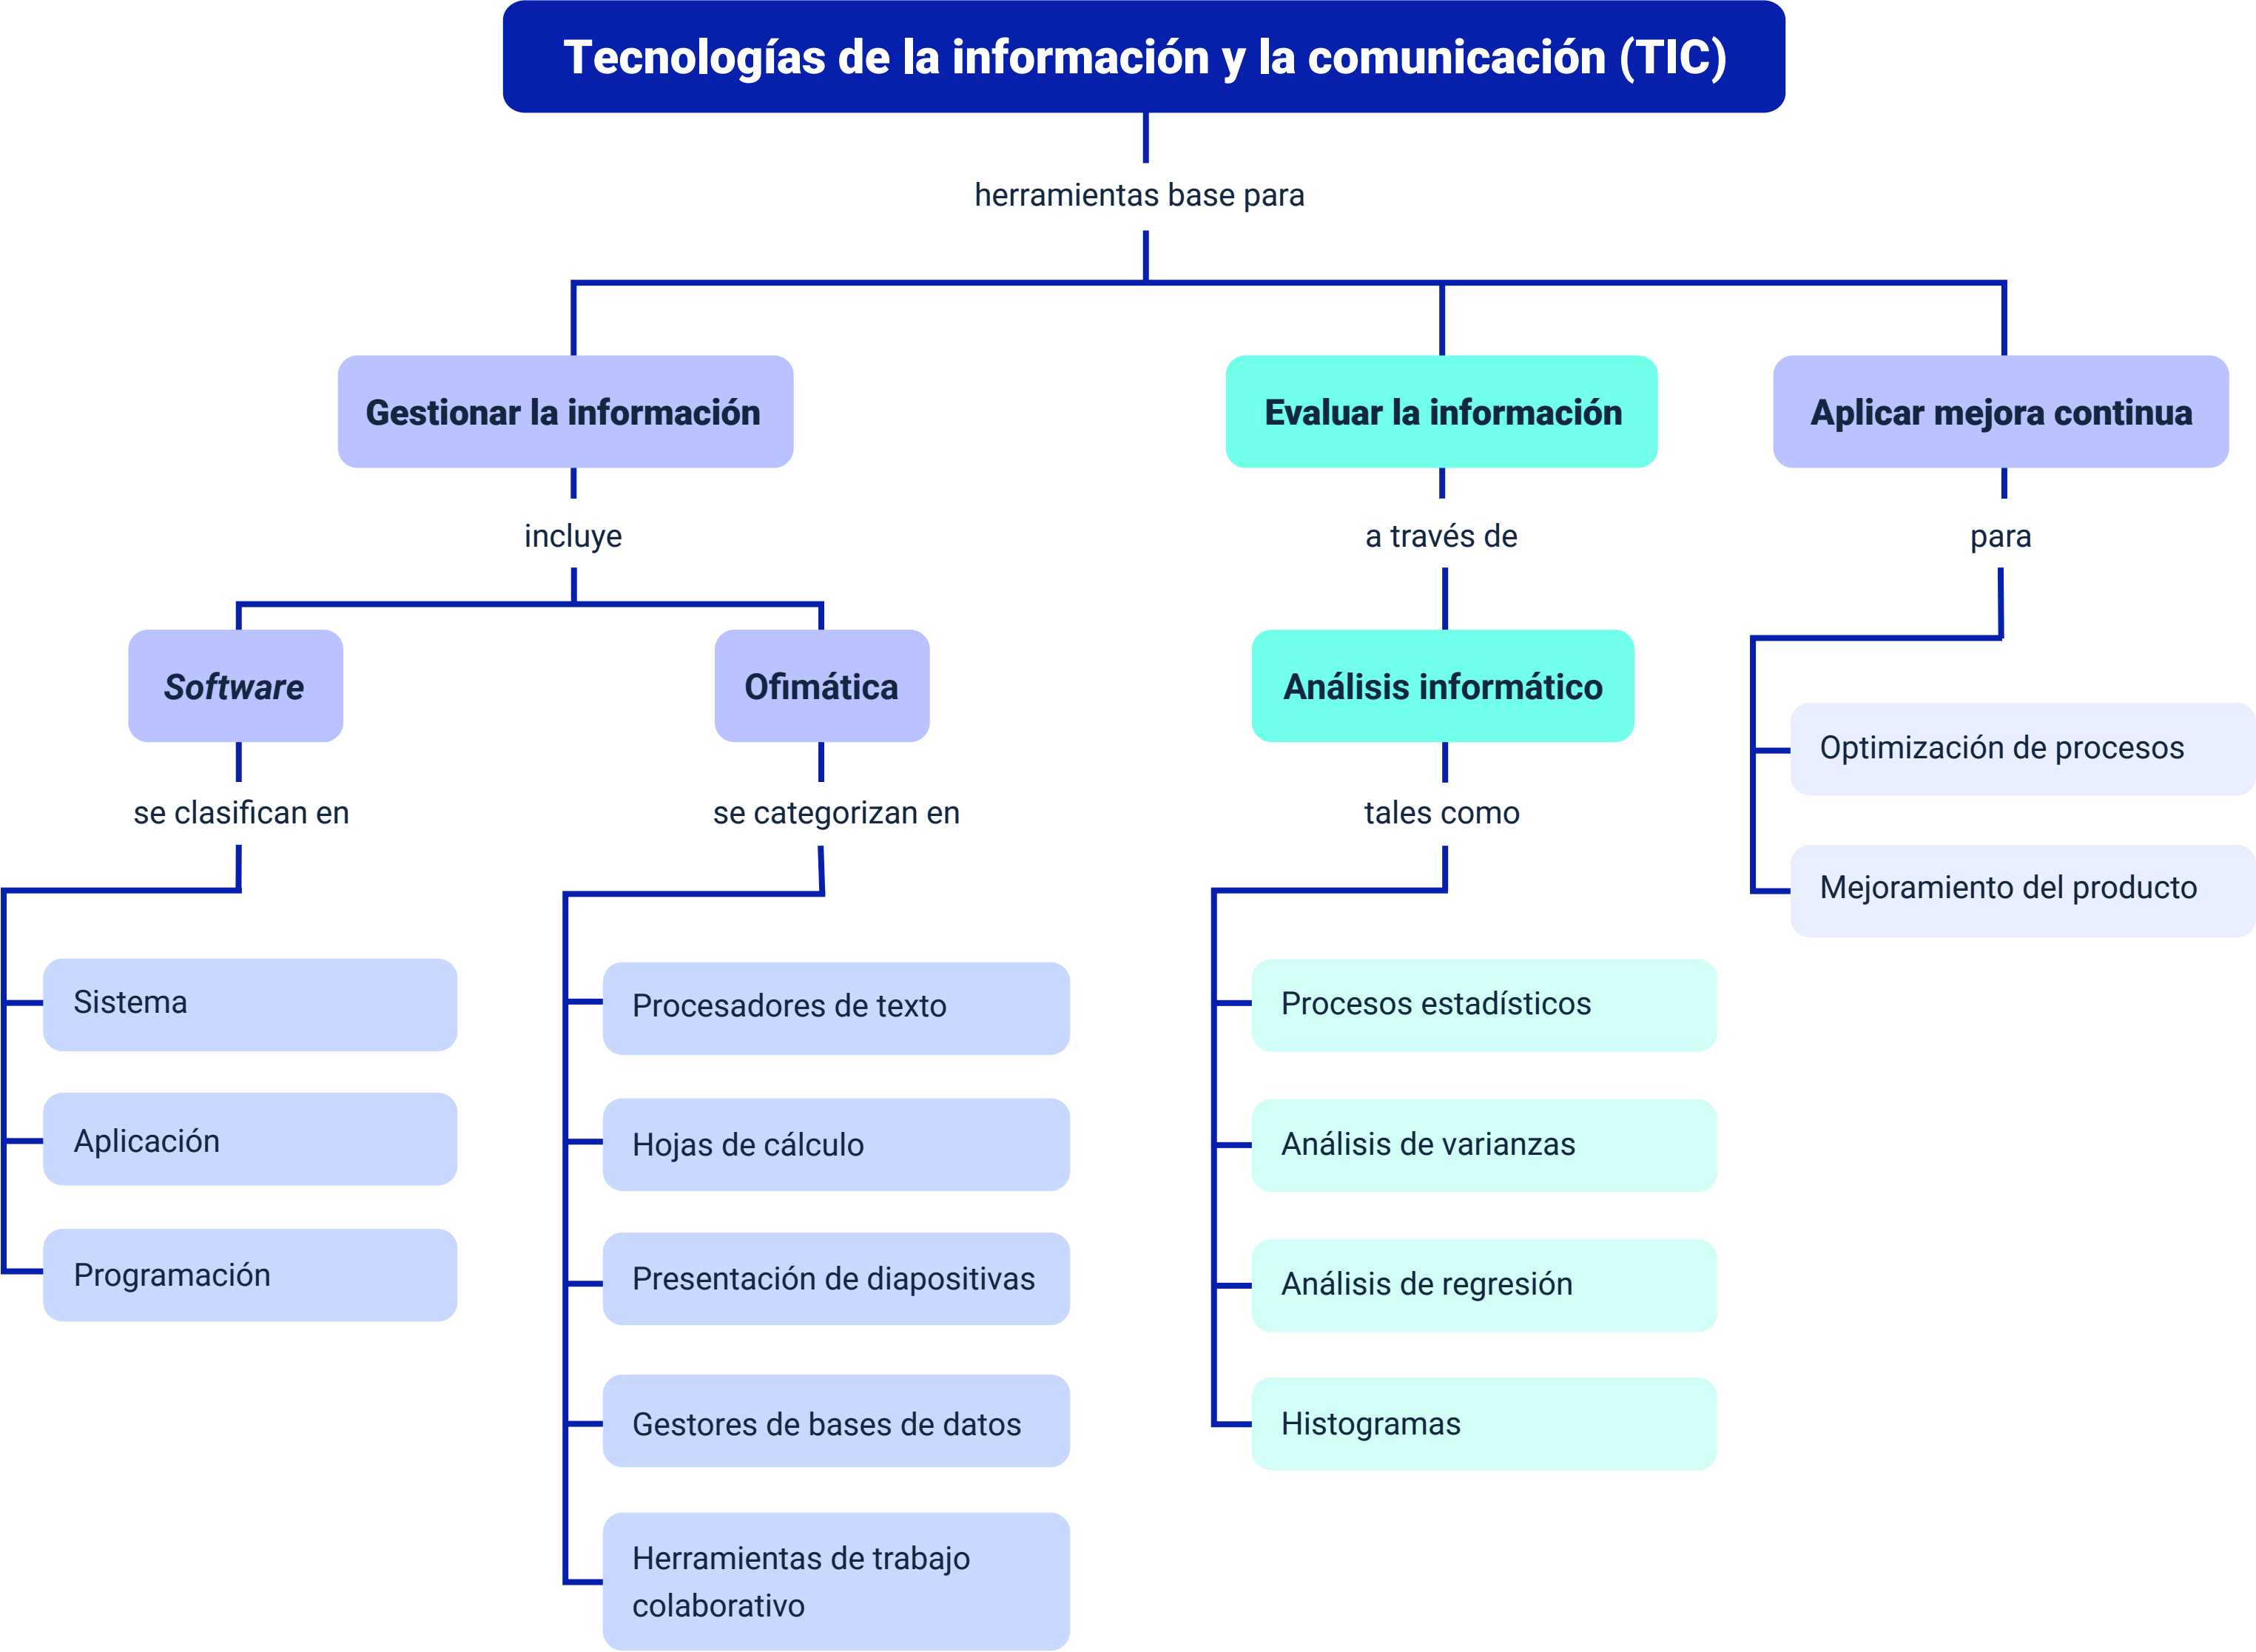 Tecnologías de la información y la comunicación (TIC)
herramientas base para
Gestionar la información
Evaluar la información
Aplicar mejora continua
incluye
a través de
para
Software
Ofimática
Análisis informático
Optimización de procesos
Mejoramiento del producto
se clasifican en
se categorizan en
tales como
Sistema
Aplicación
Programación
Procesadores de texto
Hojas de cálculo
Presentación de diapositivas
Gestores de bases de datos
Herramientas de trabajo
colaborativo
Procesos estadísticos
Análisis de varianzas
Análisis de regresión
Histogramas